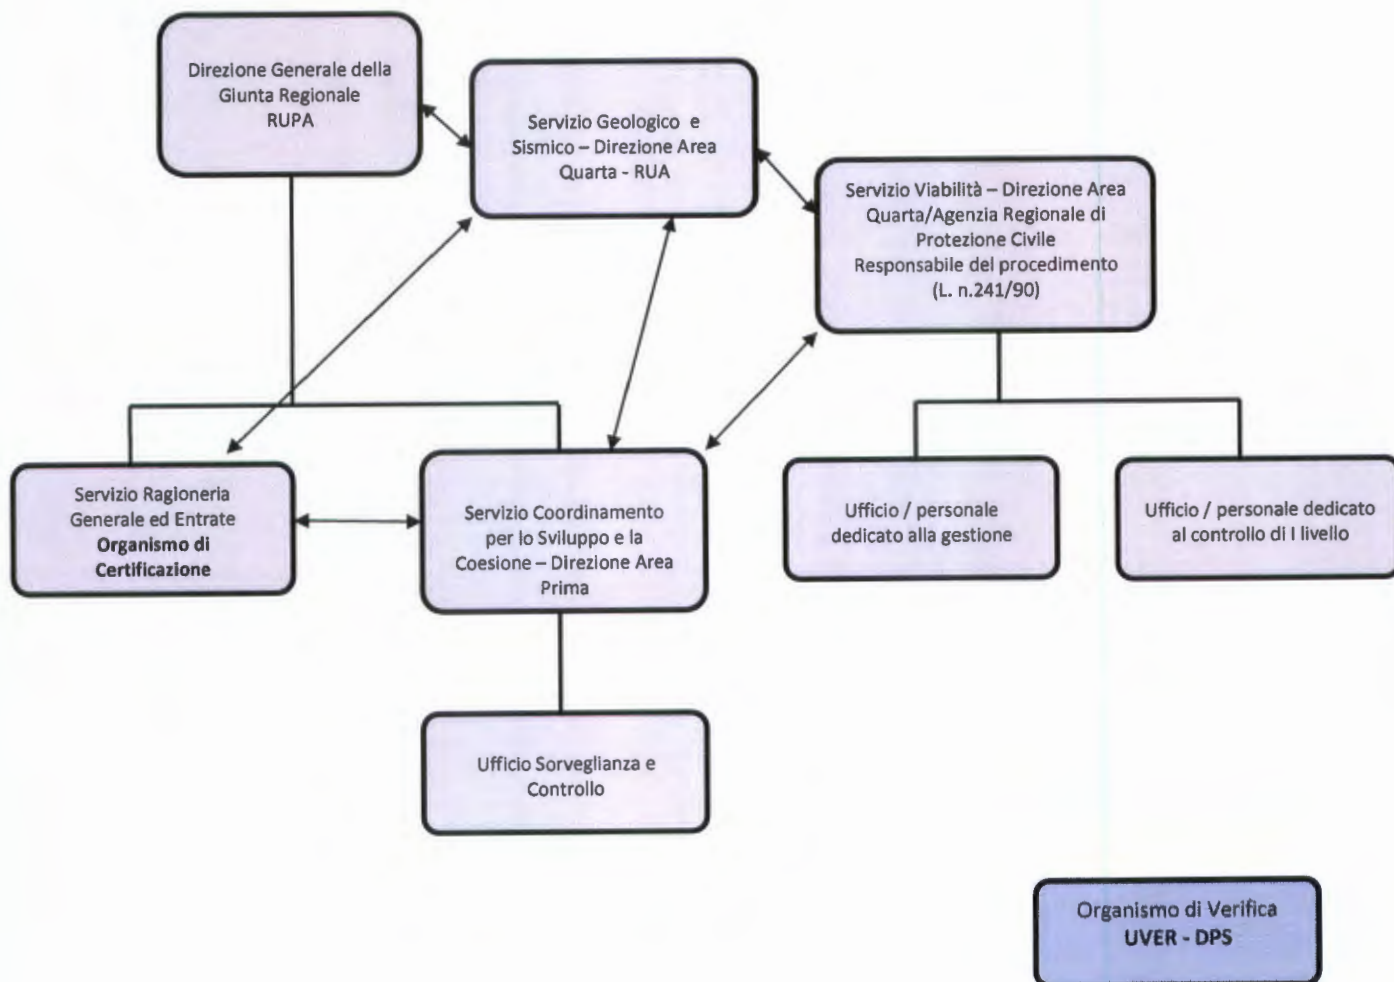 Direzione Generale della
Giunta Regionale
RUPA
Servizio Geologico e
Sismico – Direzione Area
Quarta - RUA
Servizio Viabilità – Direzione Area
Quarta/Agenzia Regionale di
Protezione Civile
Responsabile del procedimento
(L. n.241/90)
Servizio Ragioneria
Generale ed Entrate
Organismo di
Certificazione
Servizio Coordinamento
per lo Sviluppo e la
Coesione – Direzione Area
Prima
Ufficio / personale
dedicato alla gestione
Ufficio / personale dedicato
al controllo di I livello
Ufficio Sorveglianza e
Controllo
Organismo di Verifica
UVER - DPS